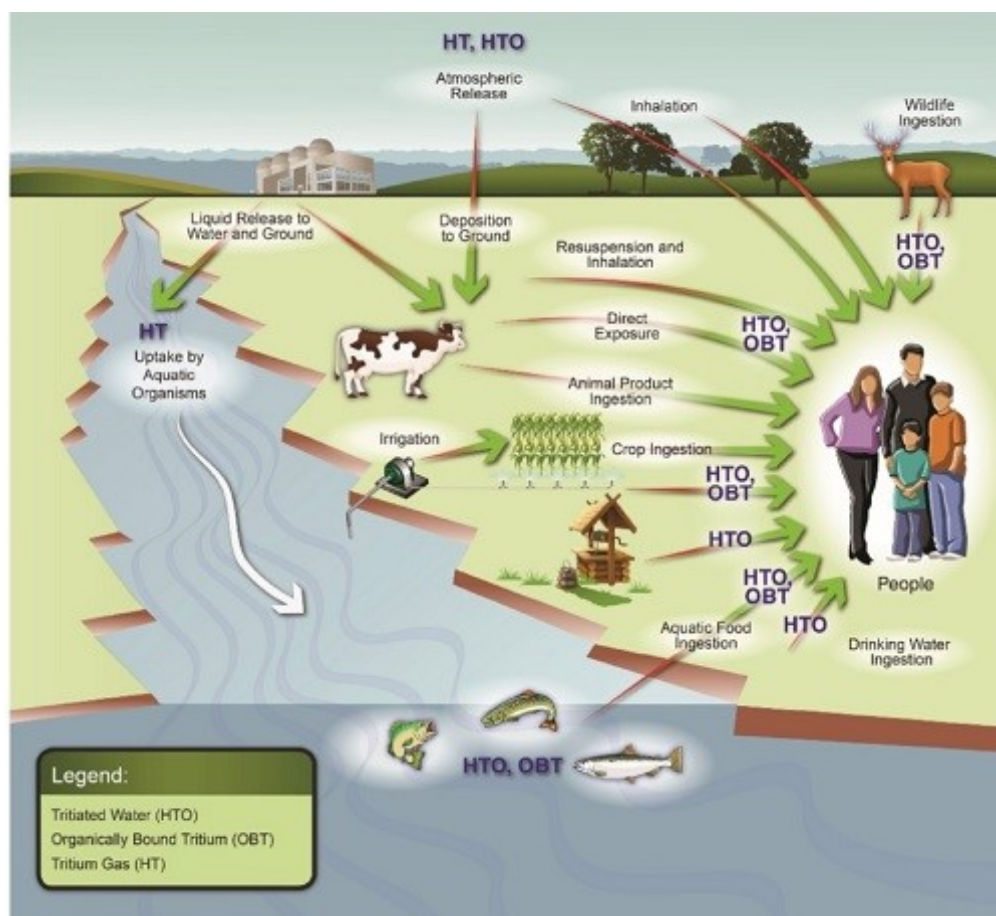 HT, HTO
Atmospheric
Release
Inhalation
Wildlife
Ingestion
Liquid Release to
Water and Ground
Deposition
to Ground
Resuspension and
Inhalation
HTO,
OBT
HT
Uptake by
Aquatic
Organisms
Direct
Exposure
HTO,
OBT
Animal Product
Ingestion
Irrigation
Crop Ingestion
HTO,
OBT
HTO
HTO,
OBT
People
Aquatic Food
Ingestion
HTO
Drinking Water
Ingestion
HTO, OBT
Legend:
Tritiated Water (HTO)
Organically Bound Tritium (OBT)
Tritium Gas (HT)